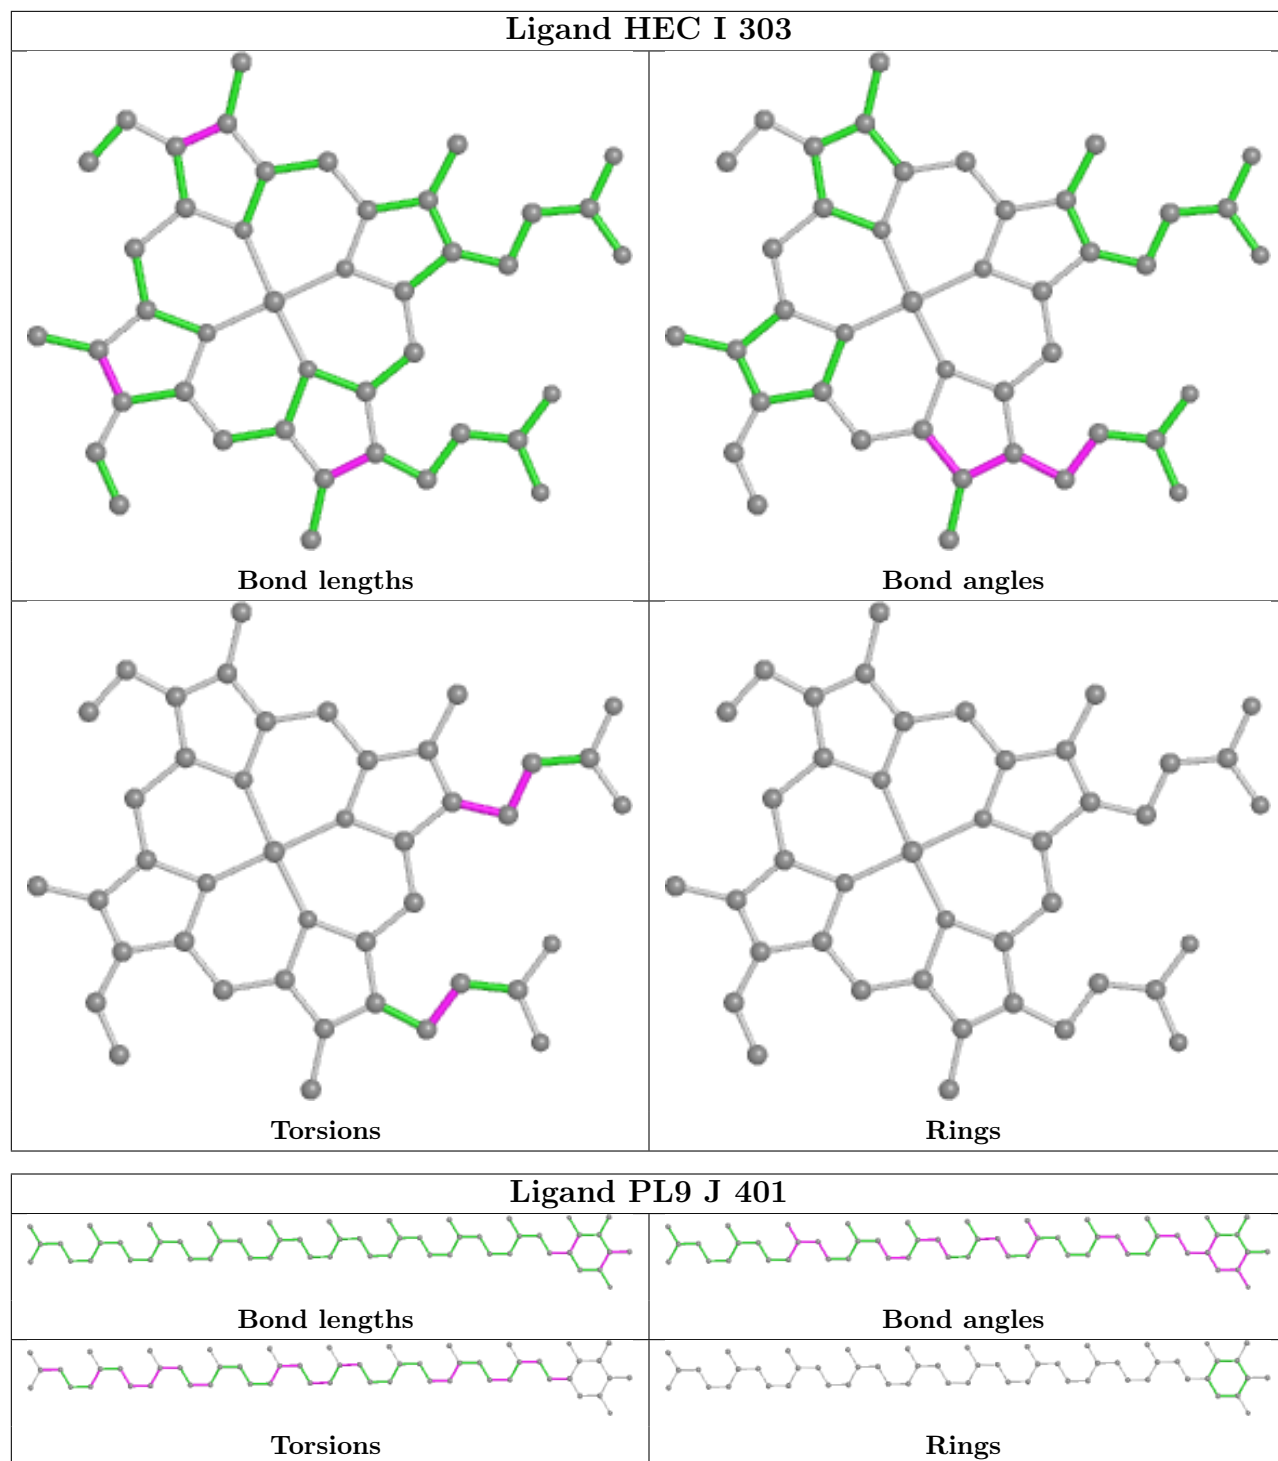 Ligand HEC I 303
Bond lengths
Bond angles
Torsions
Rings
Ligand PL9 J 401
Bond lengths
Bond angles
Torsions
Rings